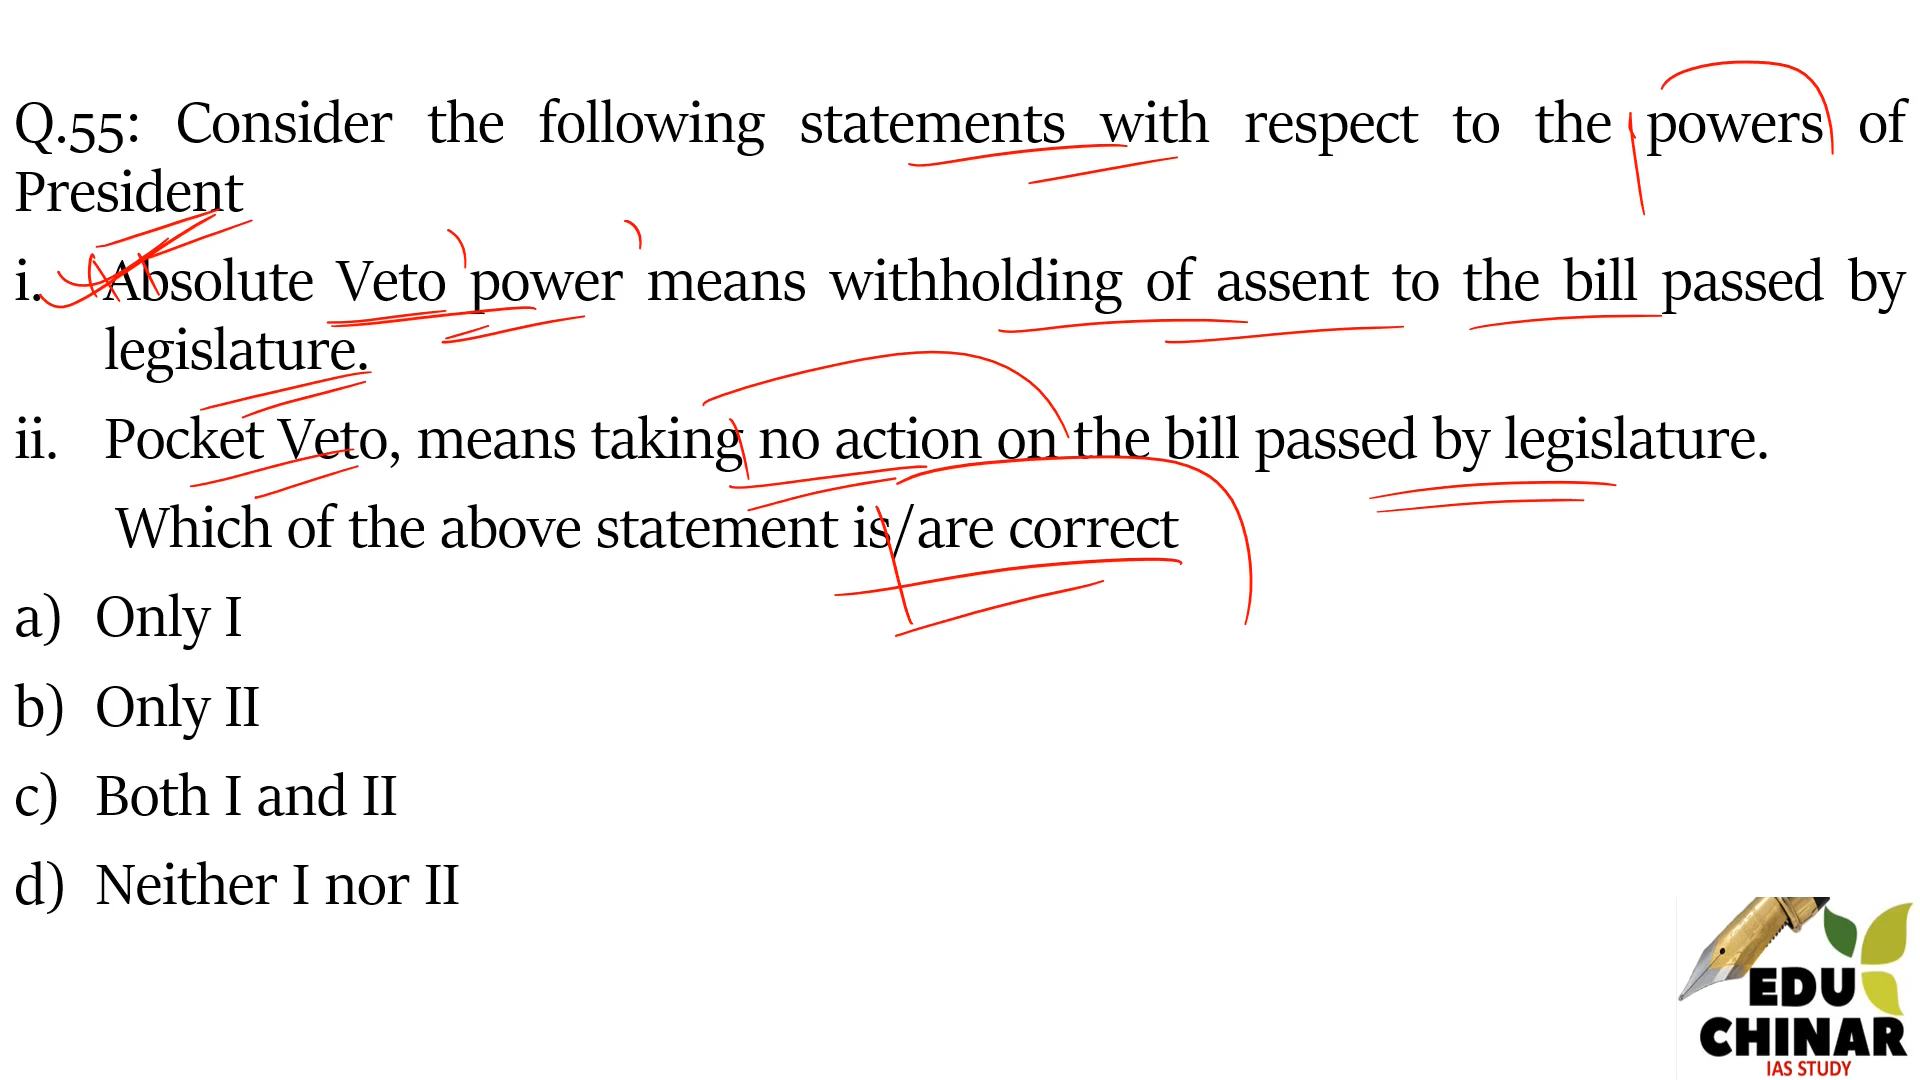 Q.55: Consider the following statements with respect to the powers of
President
i. Absolute Veto power means withholding of assent to the bill passed by
legislature.
ii. Pocket Veto, means taking no action on the bill passed by legislature.
Which of the above statement is/are correct
a) Only I
b) Only II
c) Both I and II
d) Neither I nor II
EDU
CHINAR
IAS STUDY